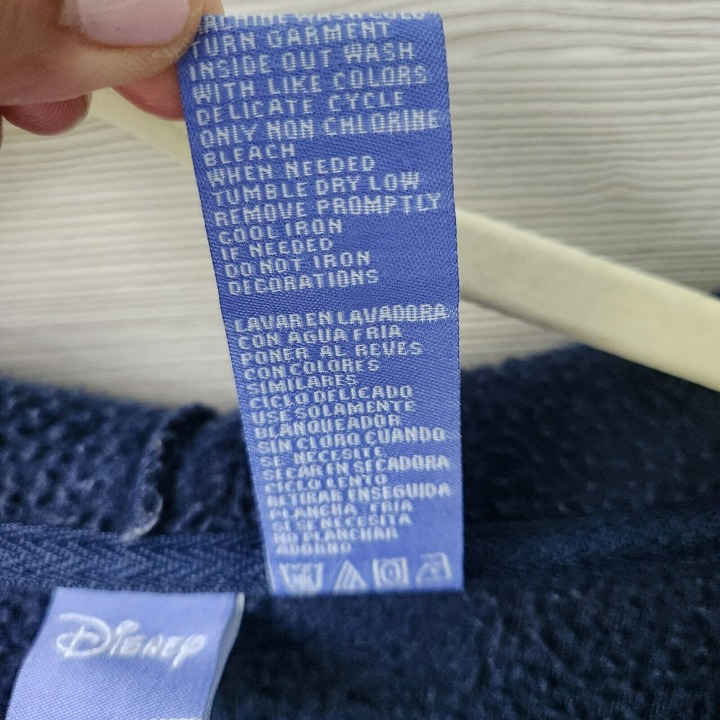 MACHINE WASH COLD
TURN GARMENT
INSIDE OUT WASH
WITH LIKE COLORS
DELICATE CYCLE
ONLY NON CHLORINE
BLEACH
WHEN NEEDED
TUMBLE DRY LOW
REMOVE PROMPTLY
COOL IRON
IF NEEDED
DO NOT IRON
DECORATIONS
LAVAR EN LAVADORA
CON AGUA FRIA
PONER AL REVES
CON COLORES
SIMILARES
CICLO DELICADO
USE SOLAMENTE
BLANQUEADOR
SIN CLORO CUANDO
SE NECESITE
SECAR EN SECADORA
CICLO LENTO
RETIRAR ENSEGUIDA
PLANCHA FRIA
SI SE NECESITA
NO PLANCHAR
ADORNO
Disney